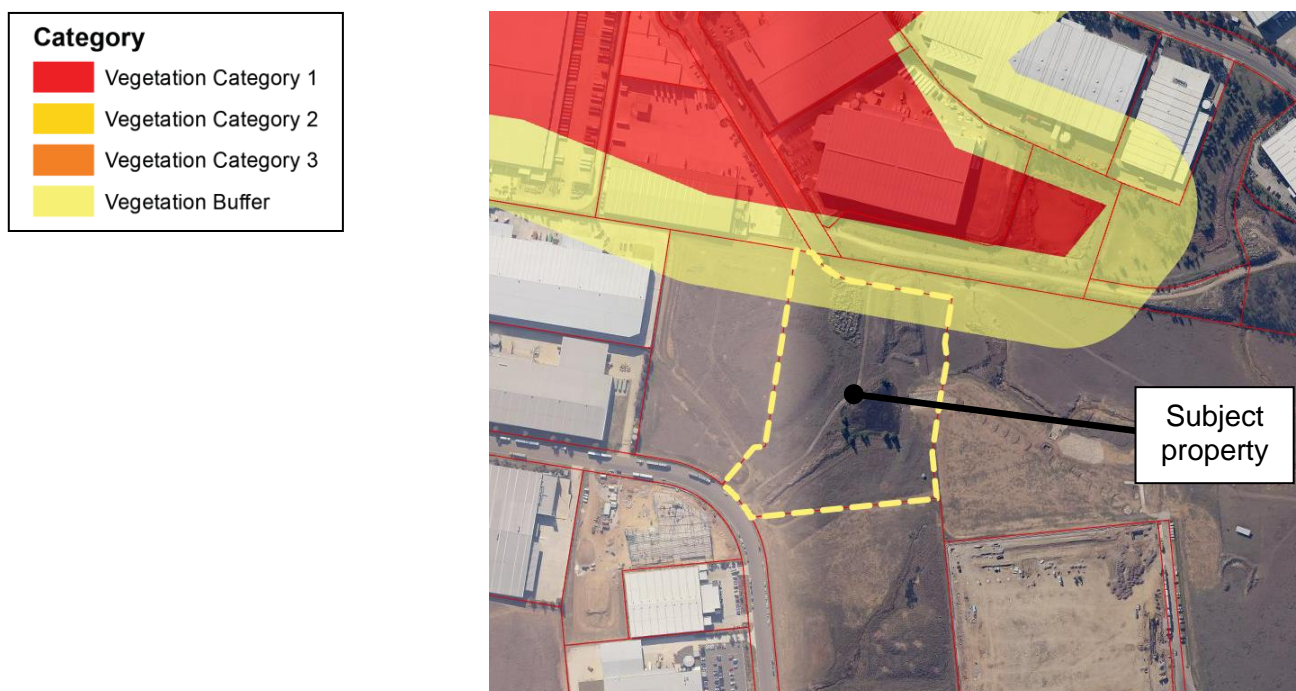 Category
Vegetation Category 1
Vegetation Category 2
Vegetation Category 3
Vegetation Buffer
Subject
property